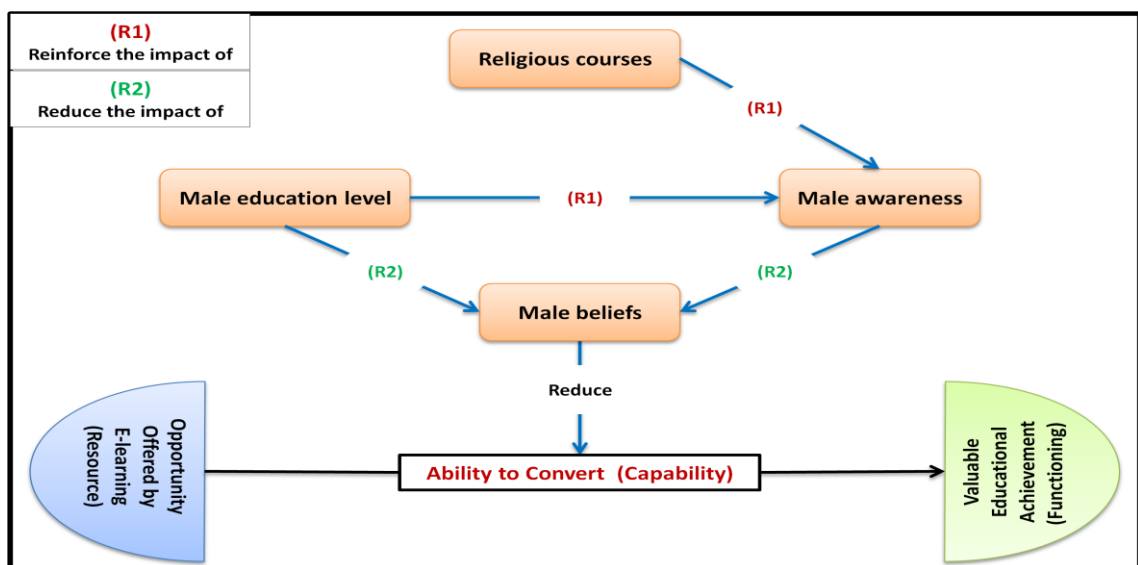 (R1)
Reinforce the impact of
(R2)
Reduce the impact of
Religious courses
(R1)
Male education level
(R1)
Male awareness
(R2)
(R2)
Male beliefs
Reduce
Opportunity
Offered by
E-learning
(Resource)
Ability to Convert (Capability)
Valuable
Educational
Achievement
(Functioning)